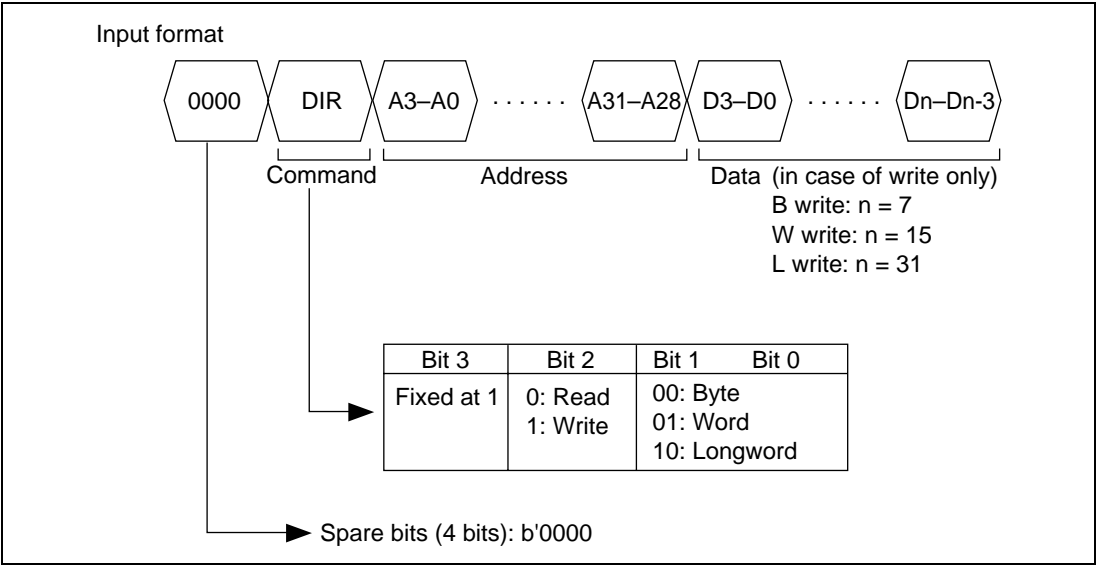 Input format
0000 DIR A3–A0 · · · · · · A31–A28 D3–D0 · · · · · · Dn–Dn-3
Command Address Data (in case of write only)
B write: n = 7
W write: n = 15
L write: n = 31
Bit 3 Bit 2 Bit 1 Bit 0
Fixed at 1 0: Read 00: Byte
1: Write 01: Word
10: Longword
Spare bits (4 bits): b'0000